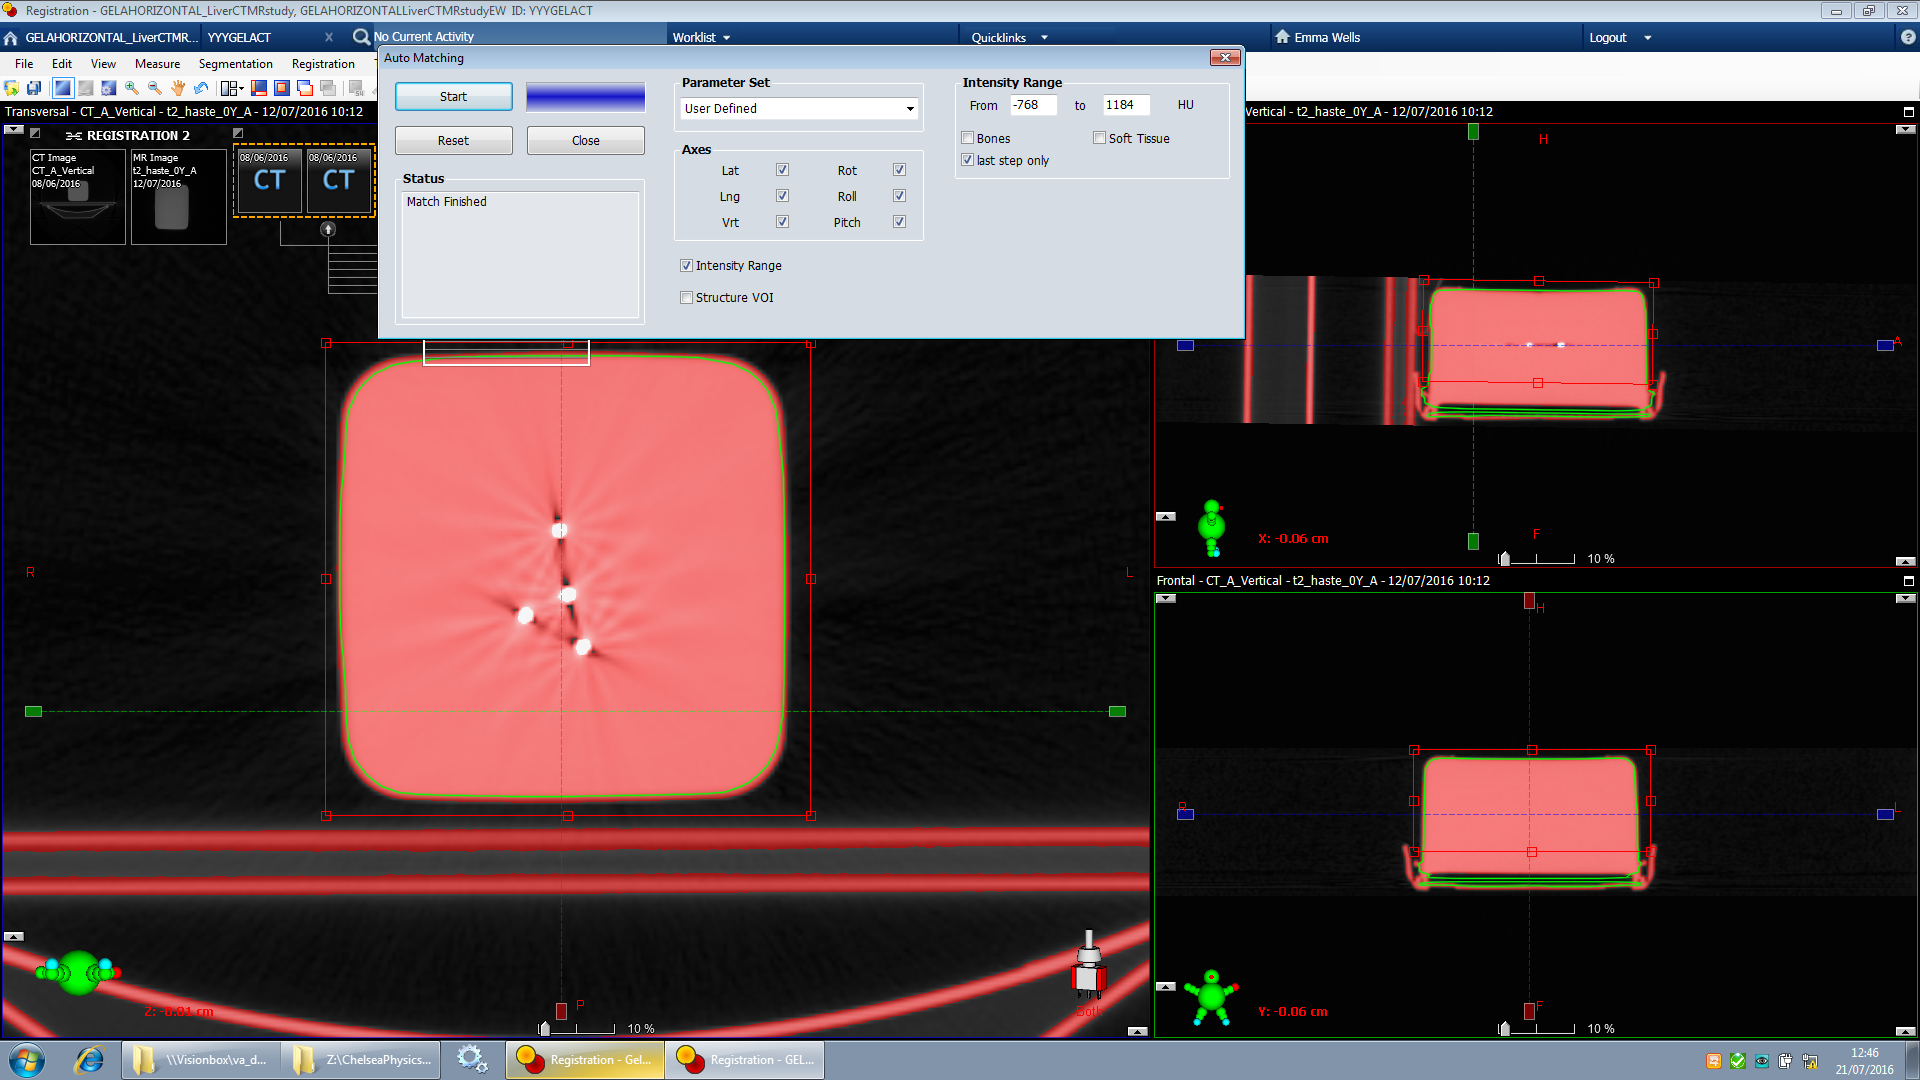 Registration - GELAHORIZONTAL_LiverCTMRstudy, GELAHORIZONTALLiverCTMRstudyEW ID: YYYGELACT
GELAHORIZONTAL_LiverCTMR... YYYGELACT x No Current Activity Worklist Quicklinks Emma Wells Logout ?
File Edit View Measure Segmentation Registration
Auto Matching
Start
Reset Close
Status
Match Finished
Parameter Set
User Defined
Axes
Lat Rot
Lng Roll
Vrt Pitch
Intensity Range
Structure VOI
Intensity Range
From -768 to 1184 HU
Bones Soft Tissue
last step only
Transversal - CT_A_Vertical - t2_haste_0Y_A - 12/07/2016 10:12
REGISTRATION 2
CT Image
CT_A_Vertical
08/06/2016
MR Image
t2_haste_0Y_A
12/07/2016
08/06/2016
CT
08/06/2016
CT
R
L
P
Z: -0.01 cm
10 %
Both
Vertical - t2_haste_0Y_A - 12/07/2016 10:12
H
A
F
X: -0.06 cm
10 %
Frontal - CT_A_Vertical - t2_haste_0Y_A - 12/07/2016 10:12
H
R
L
F
Y: -0.06 cm
10 %
\\Visionbox\va_d...
Z:\ChelseaPhysics...
Registration - Gel...
Registration - GEL...
12:46
21/07/2016